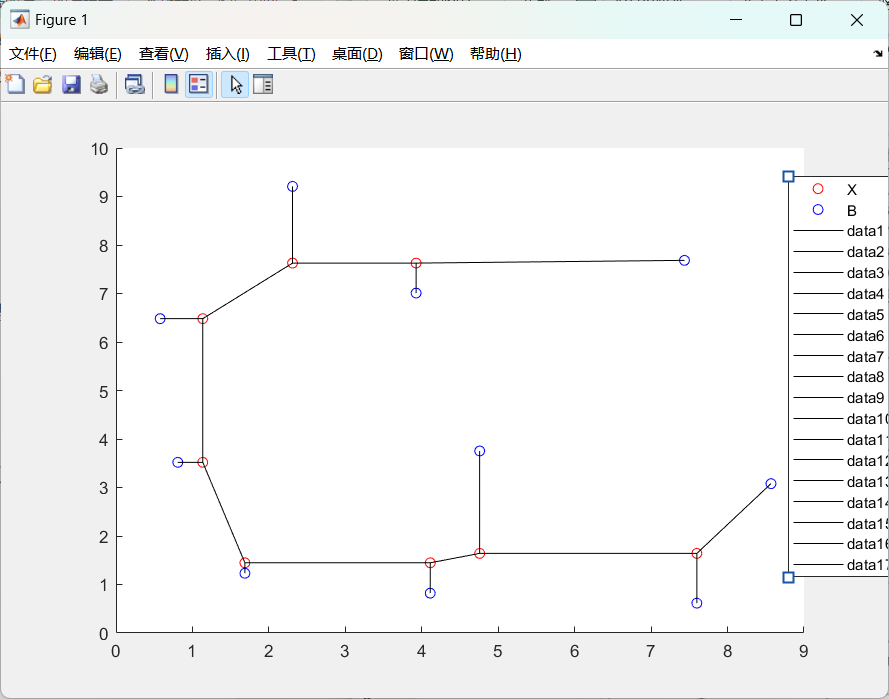 Figure 1
文件(F) 编辑(E) 查看(V) 插入(I) 工具(T) 桌面(D) 窗口(W) 帮助(H)
10
9
8
7
6
5
4
3
2
1
0
0 1 2 3 4 5 6 7 8 9
X
B
data1
data2
data3
data4
data5
data6
data7
data8
data9
data10
data11
data12
data13
data14
data15
data16
data17